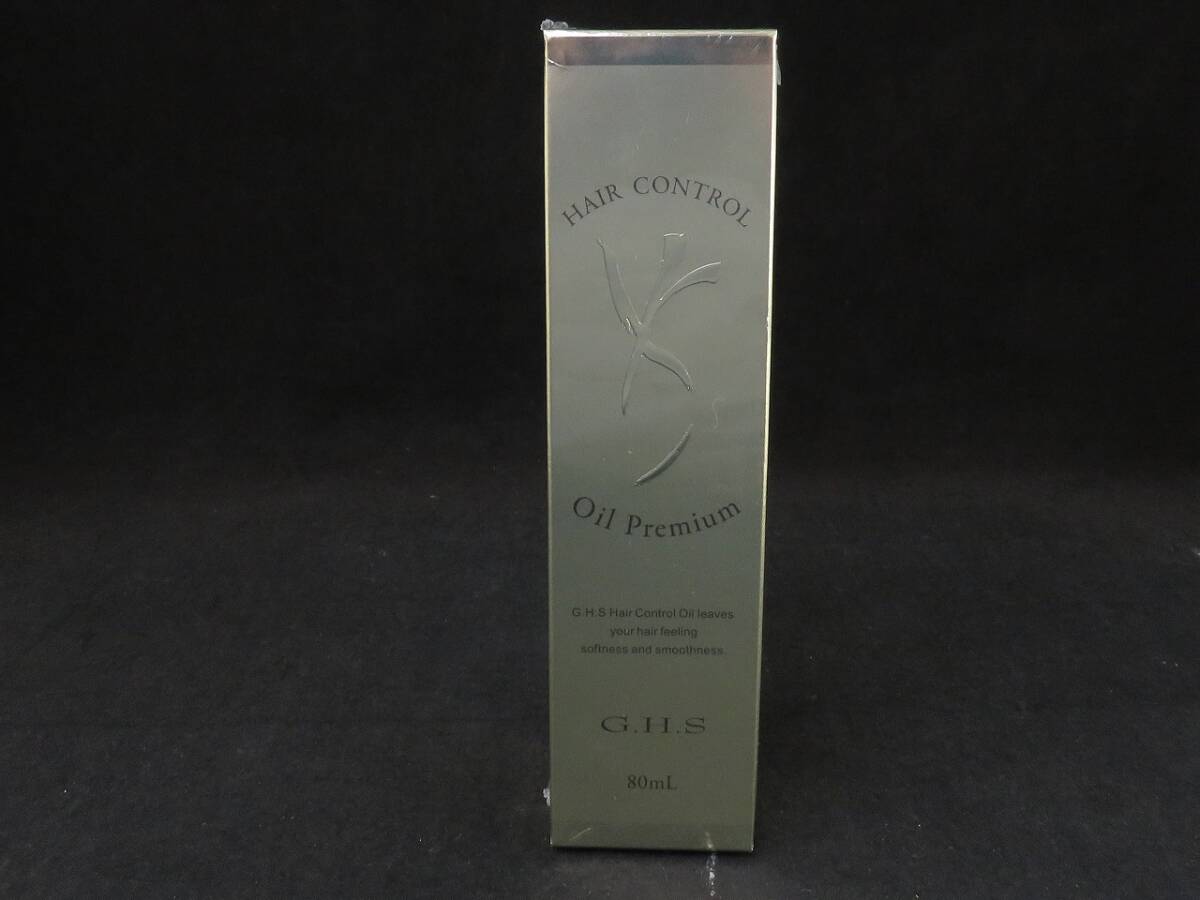 HAIR CONTROL
Oil Premium
G.H.S Hair Control Oil leaves
your hair feeling
softness and smoothness.
G.H.S
80mL